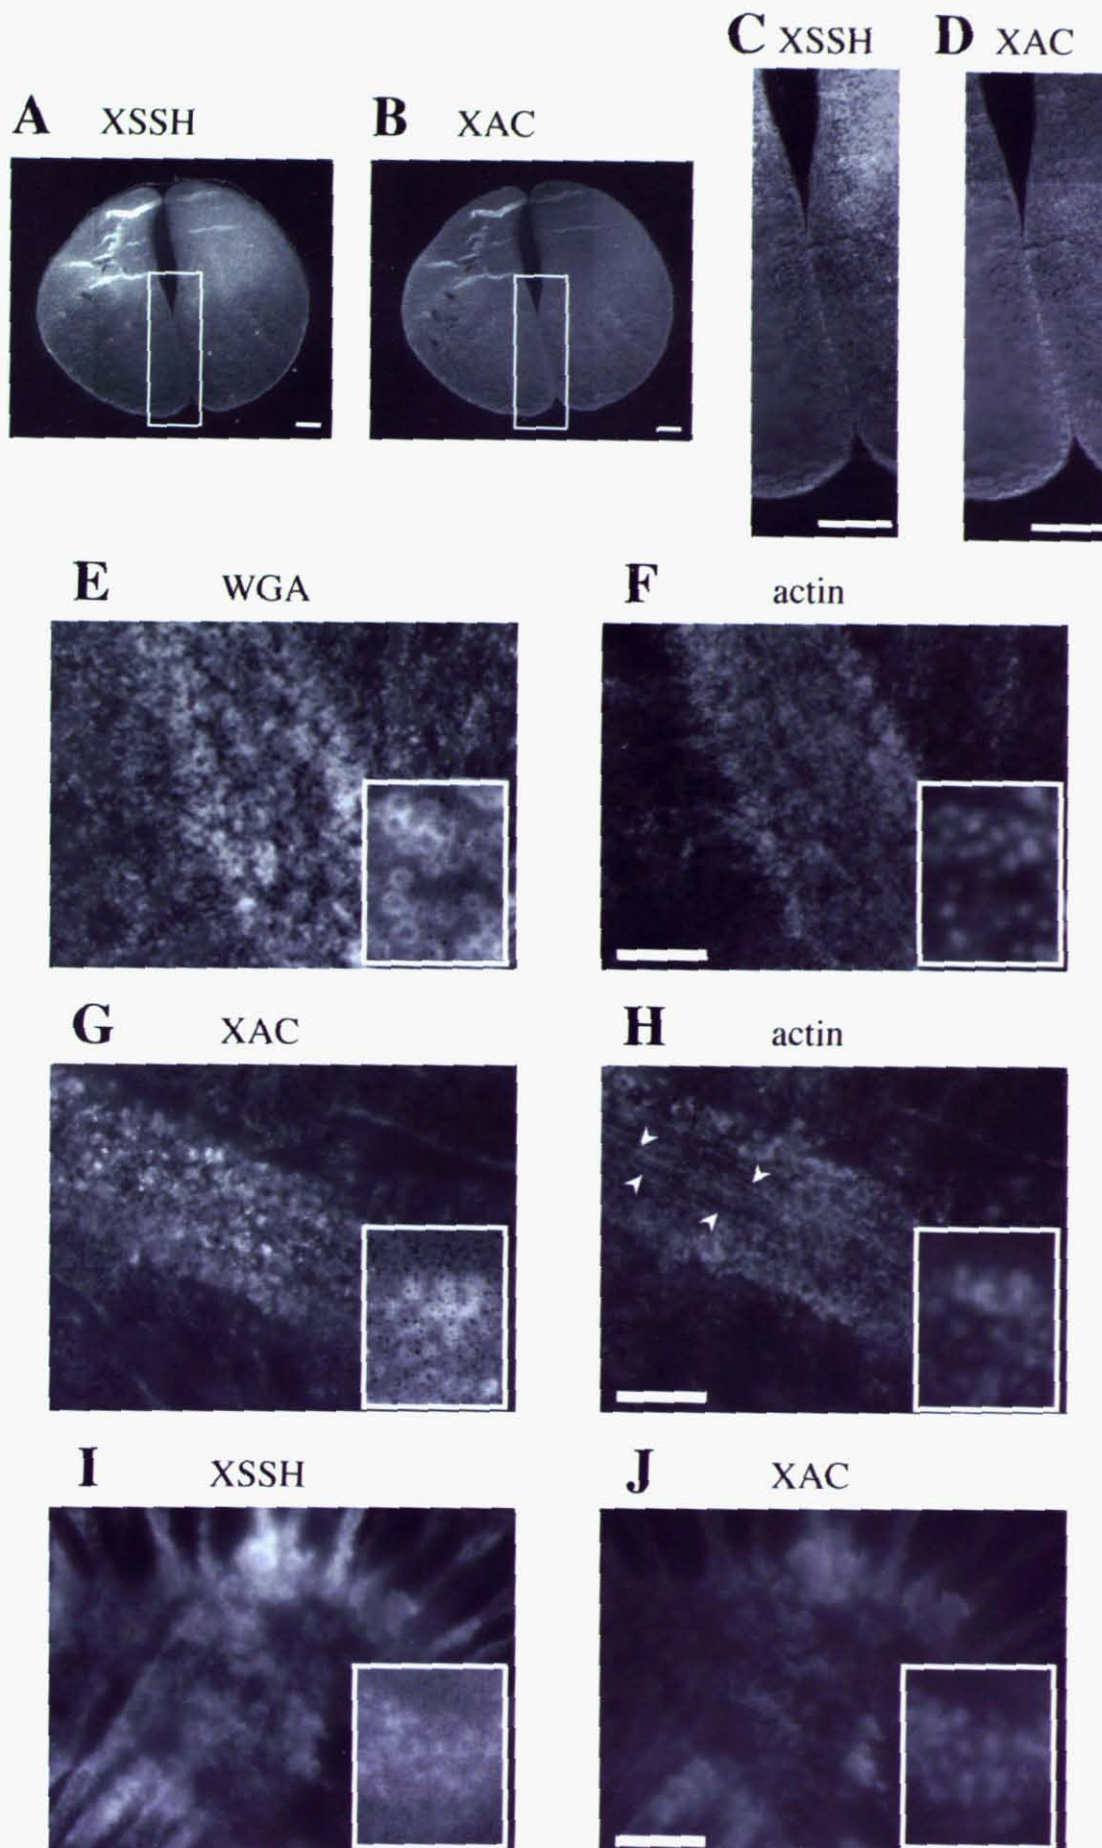 C XSSH D XAC
A XSSH B XAC
E WGA F actin
G XAC H actin
I XSSH J XAC